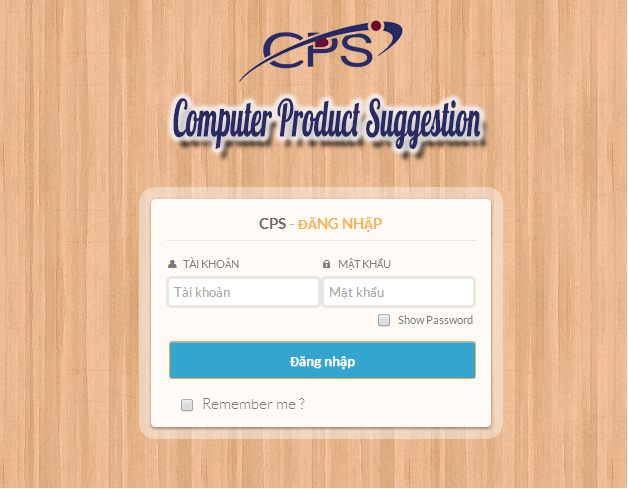 CPS
Computer Product Suggestion
CPS - ĐĂNG NHẬP
TÀI KHOẢN MẬT KHẨU
Tài khoản Mật khẩu
Show Password
Đăng nhập
Remember me ?